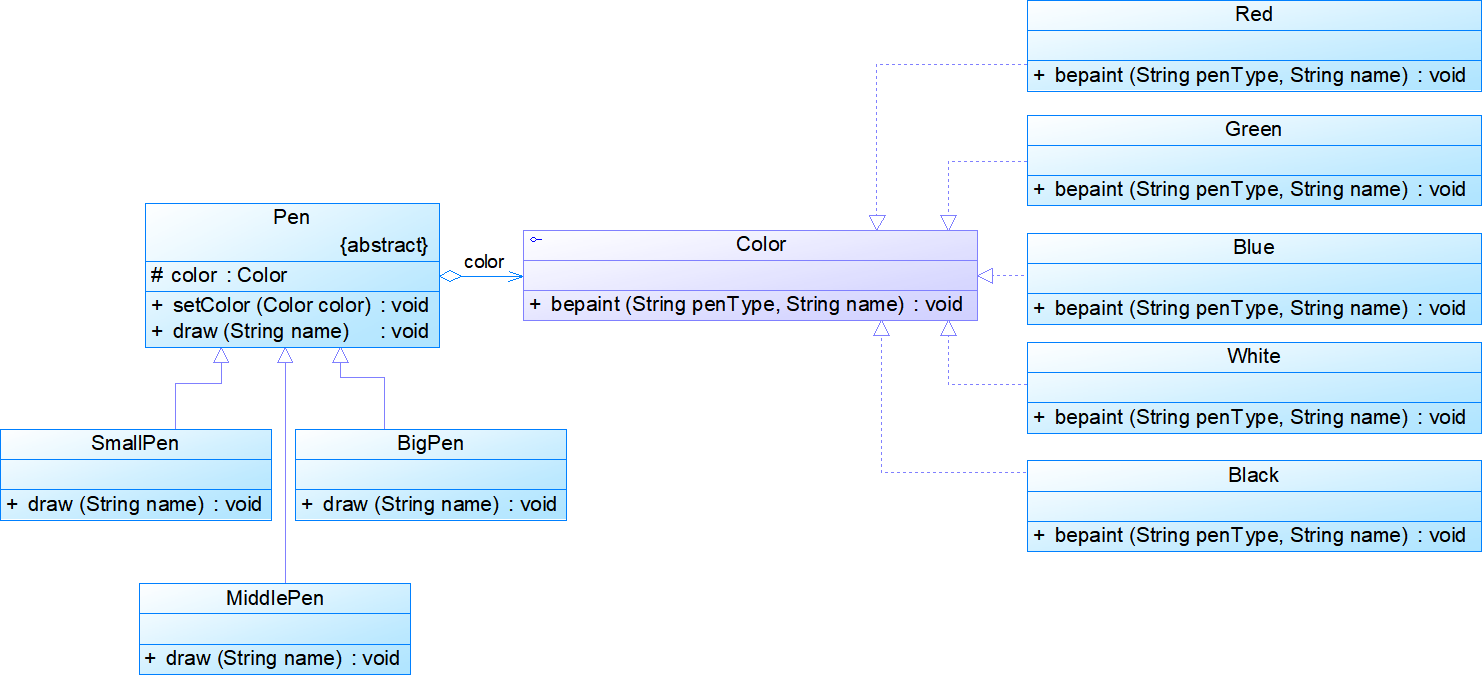 Red
+ bepaint (String penType, String name) : void
Green
+ bepaint (String penType, String name) : void
Pen
{abstract}
# color : Color
+ setColor (Color color) : void
+ draw (String name) : void
color
Color
+ bepaint (String penType, String name) : void
Blue
+ bepaint (String penType, String name) : void
White
+ bepaint (String penType, String name) : void
SmallPen
+ draw (String name) : void
BigPen
+ draw (String name) : void
Black
+ bepaint (String penType, String name) : void
MiddlePen
+ draw (String name) : void